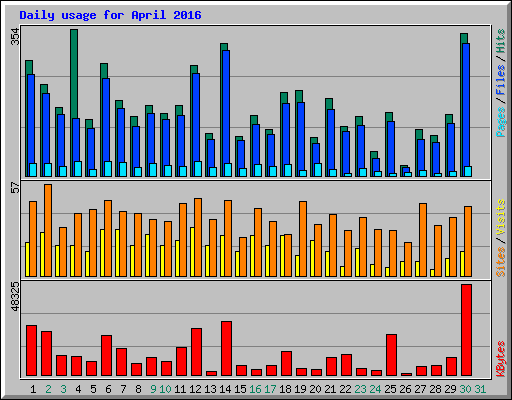 Daily usage for April 2016
354
Pages / Files / Hits
57
Sites / Visits
48325
KBytes
1 2 3 4 5 6 7 8 9 10 11 12 13 14 15 16 17 18 19 20 21 22 23 24 25 26 27 28 29 30 31